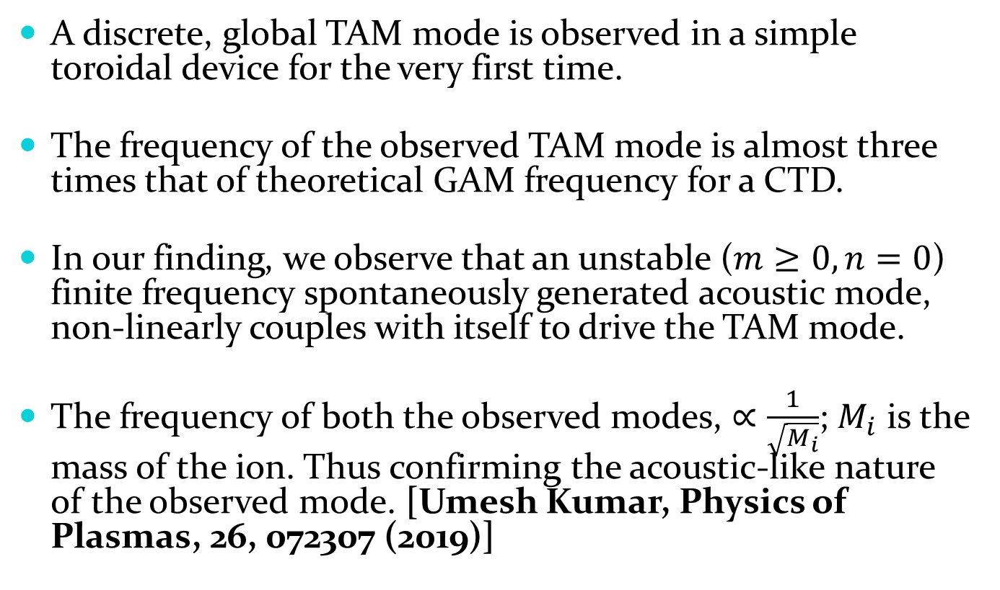 • A discrete, global TAM mode is observed in a simple
toroidal device for the very first time.
• The frequency of the observed TAM mode is almost three
times that of theoretical GAM frequency for a CTD.
• In our finding, we observe that an unstable (m ≥ 0, n = 0)
finite frequency spontaneously generated acoustic mode,
non-linearly couples with itself to drive the TAM mode.
• The frequency of both the observed modes, ∝ 1/√M_i; M_i is the
mass of the ion. Thus confirming the acoustic-like nature
of the observed mode. [Umesh Kumar, Physics of
Plasmas, 26, 072307 (2019)]